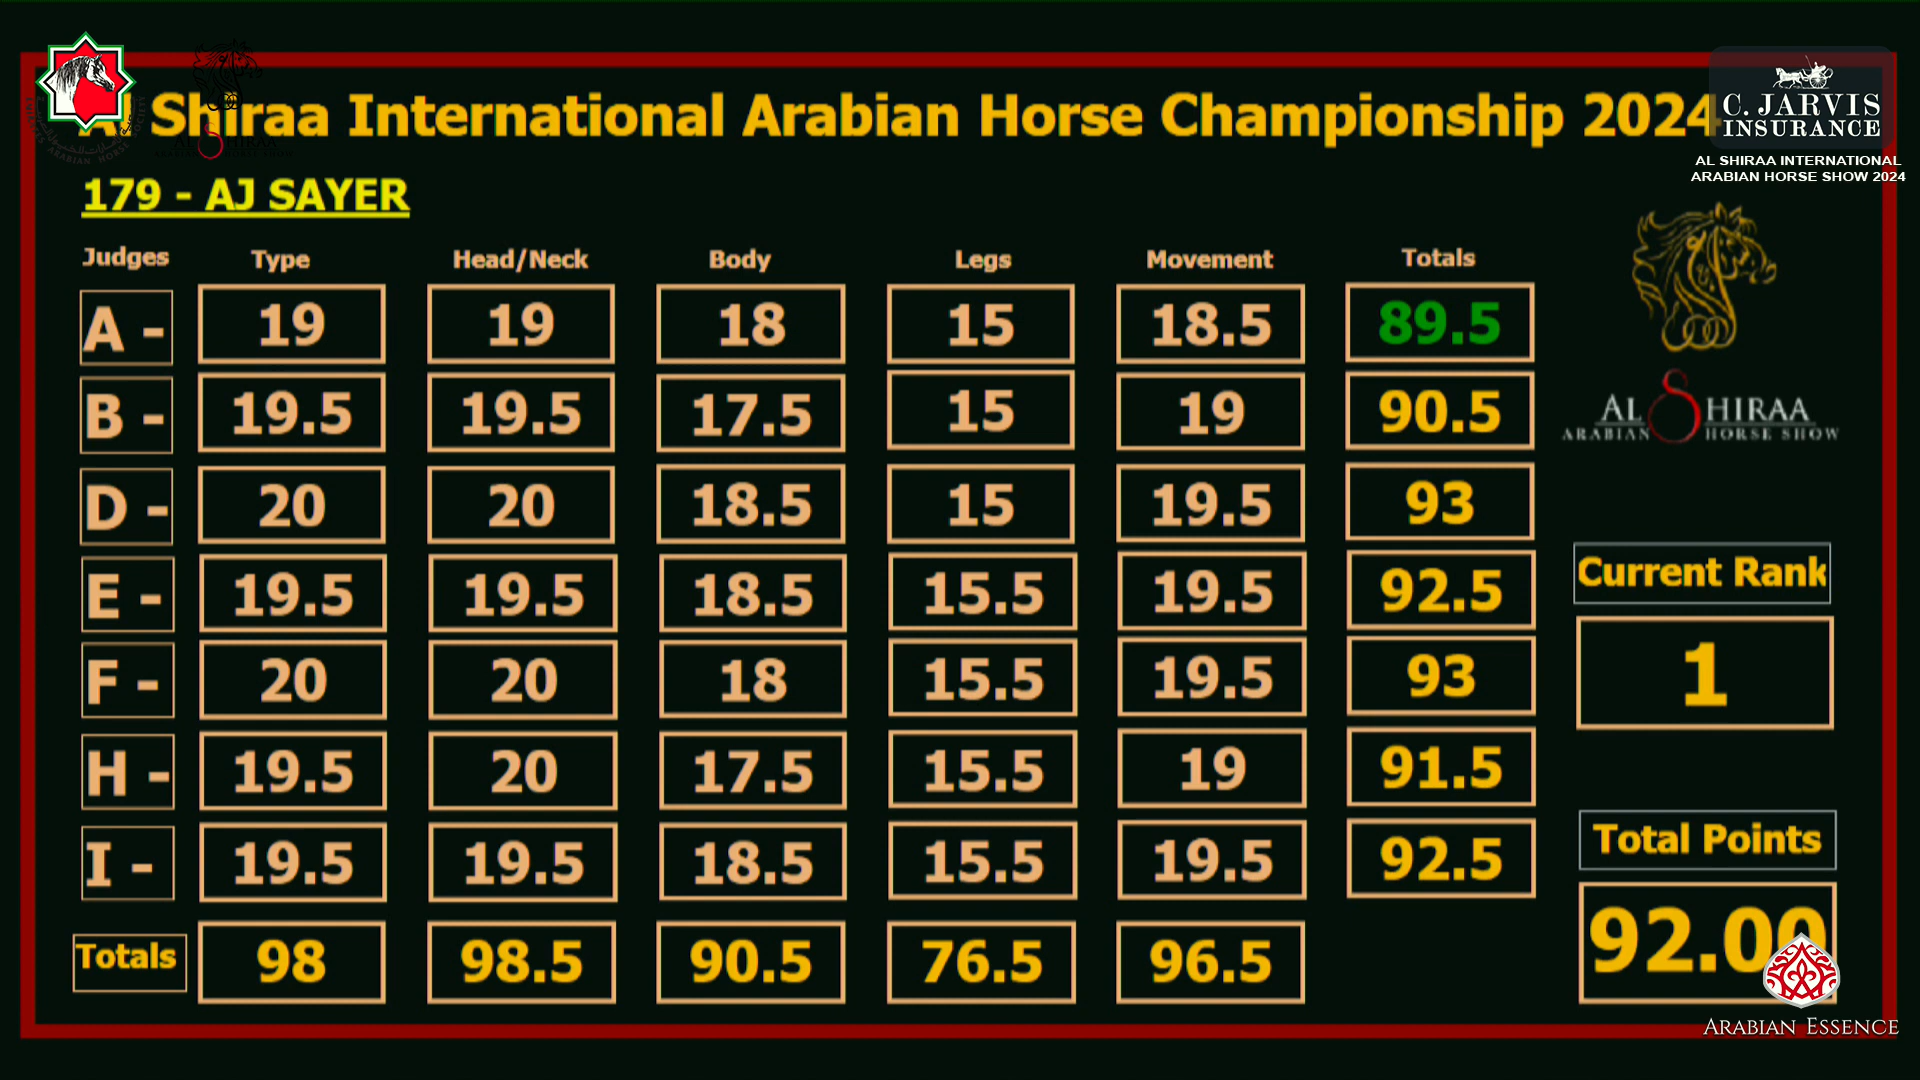 Al Shiraa International Arabian Horse Championship 2024
C. JARVIS
INSURANCE
AL SHIRAA INTERNATIONAL
ARABIAN HORSE SHOW 2024
179 - AJ SAYER
Judges Type Head/Neck Body Legs Movement Totals
A - 19 19 18 15 18.5 89.5
B - 19.5 19.5 17.5 15 19 90.5
AL SHIRAA
ARABIAN HORSE SHOW
D - 20 20 18.5 15 19.5 93
E - 19.5 19.5 18.5 15.5 19.5 92.5
Current Rank
F - 20 20 18 15.5 19.5 93
1
H - 19.5 20 17.5 15.5 19 91.5
I - 19.5 19.5 18.5 15.5 19.5 92.5
Total Points
92.00
Totals 98 98.5 90.5 76.5 96.5
ARABIAN ESSENCE